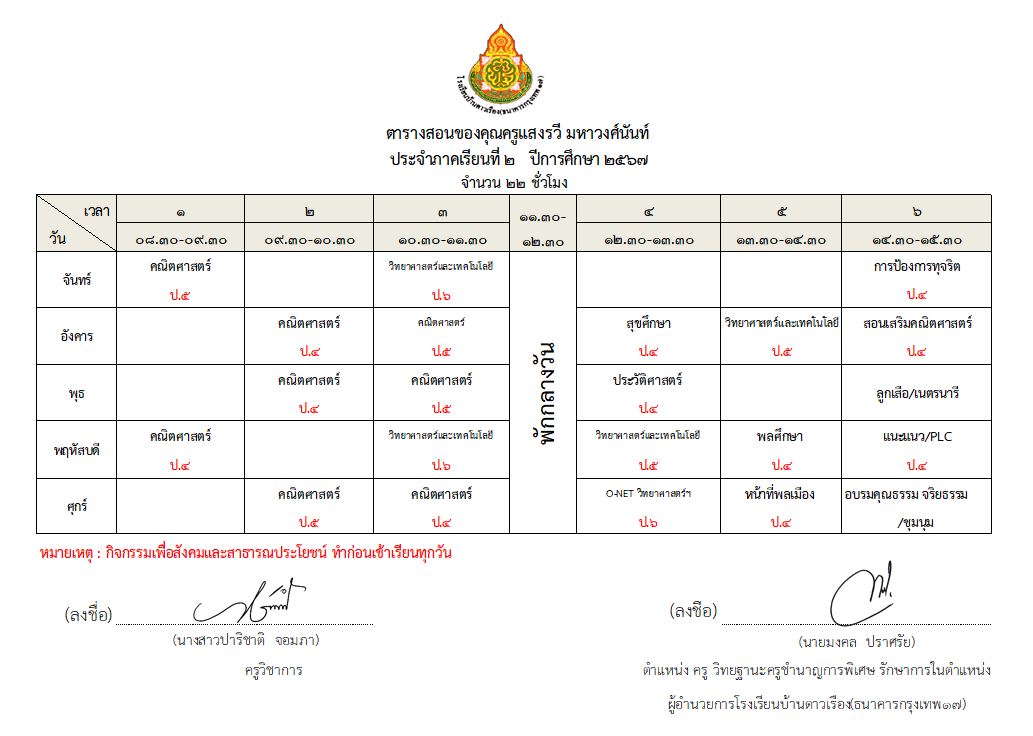 โรงเรียนบ้านดาวเรือง(ธนาคารกรุงเทพ ๑๗)
ตารางสอนของคุณครูแสงรวี มหาวงศ์นันท์
ประจำภาคเรียนที่ ๒ ปีการศึกษา ๒๕๖๗
จำนวน ๒๒ ชั่วโมง
เวลา ๑ ๒ ๓ ๑๑.๓๐- ๔ ๕ ๖
วัน ๐๘.๓๐-๐๙.๓๐ ๐๙.๓๐-๑๐.๓๐ ๑๐.๓๐-๑๑.๓๐ ๑๒.๓๐ ๑๒.๓๐-๑๓.๓๐ ๑๓.๓๐-๑๔.๓๐ ๑๔.๓๐-๑๕.๓๐
พักกลางวัน
จันทร์
คณิตศาสตร์ วิทยาศาสตร์และเทคโนโลยี การป้องการทุจริต
ป.๕ ป.๖ ป.๔
อังคาร
คณิตศาสตร์ คณิตศาสตร์ สุขศึกษา วิทยาศาสตร์และเทคโนโลยี สอนเสริมคณิตศาสตร์
ป.๔ ป.๕ ป.๔ ป.๕ ป.๔
พุธ
คณิตศาสตร์ คณิตศาสตร์ ประวัติศาสตร์ ลูกเสือ/เนตรนารี
ป.๔ ป.๕ ป.๔
พฤหัสบดี
คณิตศาสตร์ วิทยาศาสตร์และเทคโนโลยี วิทยาศาสตร์และเทคโนโลยี พลศึกษา แนะแนว/PLC
ป.๔ ป.๖ ป.๕ ป.๔ ป.๔
ศุกร์
คณิตศาสตร์ คณิตศาสตร์ O-NET วิทยาศาสตร์ฯ หน้าที่พลเมือง อบรมคุณธรรม จริยธรรม
ป.๕ ป.๔ ป.๖ ป.๔ /ชุมนุม
หมายเหตุ : กิจกรรมเพื่อสังคมและสาธารณประโยชน์ ทำก่อนเข้าเรียนทุกวัน
(ลงชื่อ) (ลงชื่อ)
(นางสาวปาริชาติ จอมภา) (นายมงคล ปราศรัย)
ครูวิชาการ ตำแหน่ง ครู วิทยฐานะครูชำนาญการพิเศษ รักษาการในตำแหน่ง
ผู้อำนวยการโรงเรียนบ้านดาวเรือง(ธนาคารกรุงเทพ๑๗)